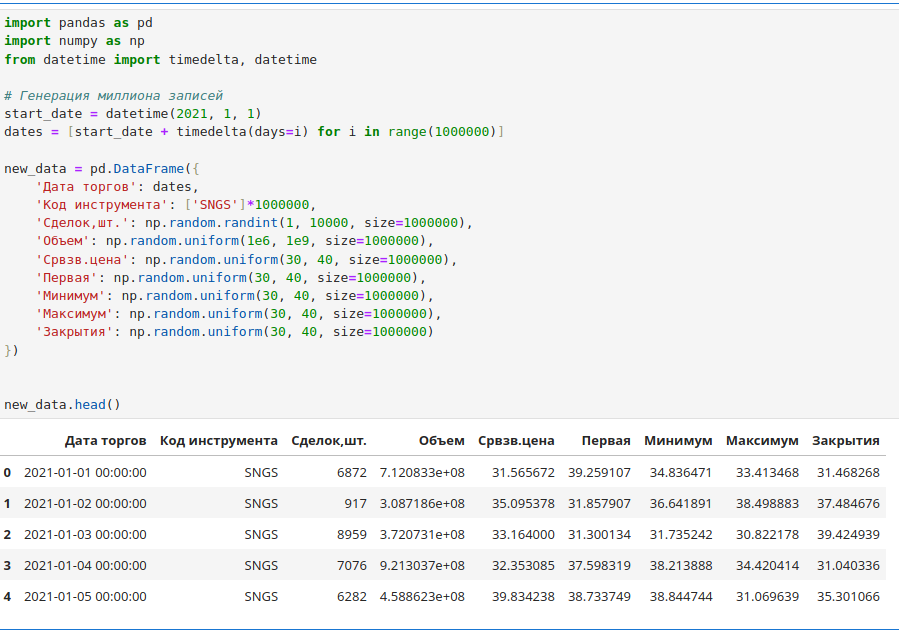 import pandas as pd
import numpy as np
from datetime import timedelta, datetime
# Генерация миллиона записей
start_date = datetime(2021, 1, 1)
dates = [start_date + timedelta(days=i) for i in range(1000000)]
new_data = pd.DataFrame({
    'Дата торгов': dates,
    'Код инструмента': ['SNGS']*1000000,
    'Сделок,шт.': np.random.randint(1, 10000, size=1000000),
    'Объем': np.random.uniform(1e6, 1e9, size=1000000),
    'Срвзв.цена': np.random.uniform(30, 40, size=1000000),
    'Первая': np.random.uniform(30, 40, size=1000000),
    'Минимум': np.random.uniform(30, 40, size=1000000),
    'Максимум': np.random.uniform(30, 40, size=1000000),
    'Закрытия': np.random.uniform(30, 40, size=1000000)
})
new_data.head()
Дата торгов Код инструмента Сделок,шт. Объем Срвзв.цена Первая Минимум Максимум Закрытия
0 2021-01-01 00:00:00 SNGS 6872 7.120833e+08 31.565672 39.259107 34.836471 33.413468 31.468268
1 2021-01-02 00:00:00 SNGS 917 3.087186e+08 35.095378 31.857907 36.641891 38.498883 37.484676
2 2021-01-03 00:00:00 SNGS 8959 3.720731e+08 33.164000 31.300134 31.735242 30.822178 39.424939
3 2021-01-04 00:00:00 SNGS 7076 9.213037e+08 32.353085 37.598319 38.213888 34.420414 31.040336
4 2021-01-05 00:00:00 SNGS 6282 4.588623e+08 39.834238 38.733749 38.844744 31.069639 35.301066